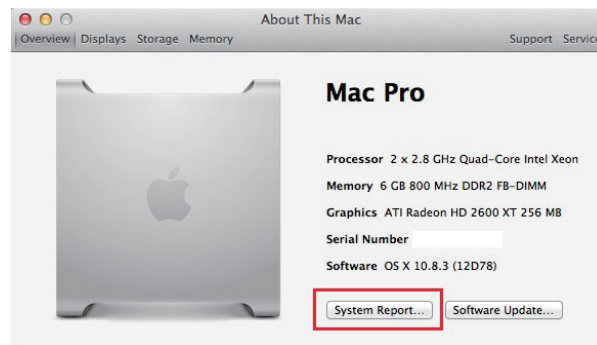 About This Mac
Overview Displays Storage Memory Support Service
Mac Pro
Processor 2 x 2.8 GHz Quad-Core Intel Xeon
Memory 6 GB 800 MHz DDR2 FB-DIMM
Graphics ATI Radeon HD 2600 XT 256 MB
Serial Number
Software OS X 10.8.3 (12D78)
System Report... Software Update...